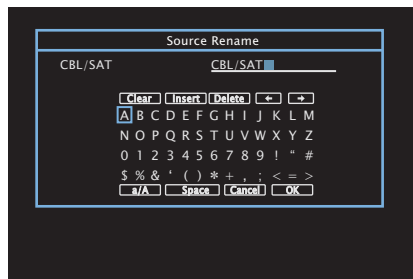 Source Rename
CBL/SAT CBL/SAT
Clear Insert Delete ← →
A B C D E F G H I J K L M
N O P Q R S T U V W X Y Z
0 1 2 3 4 5 6 7 8 9 ! “ #
$ % & ‘ ( ) * + , ; < = >
a/A Space Cancel OK